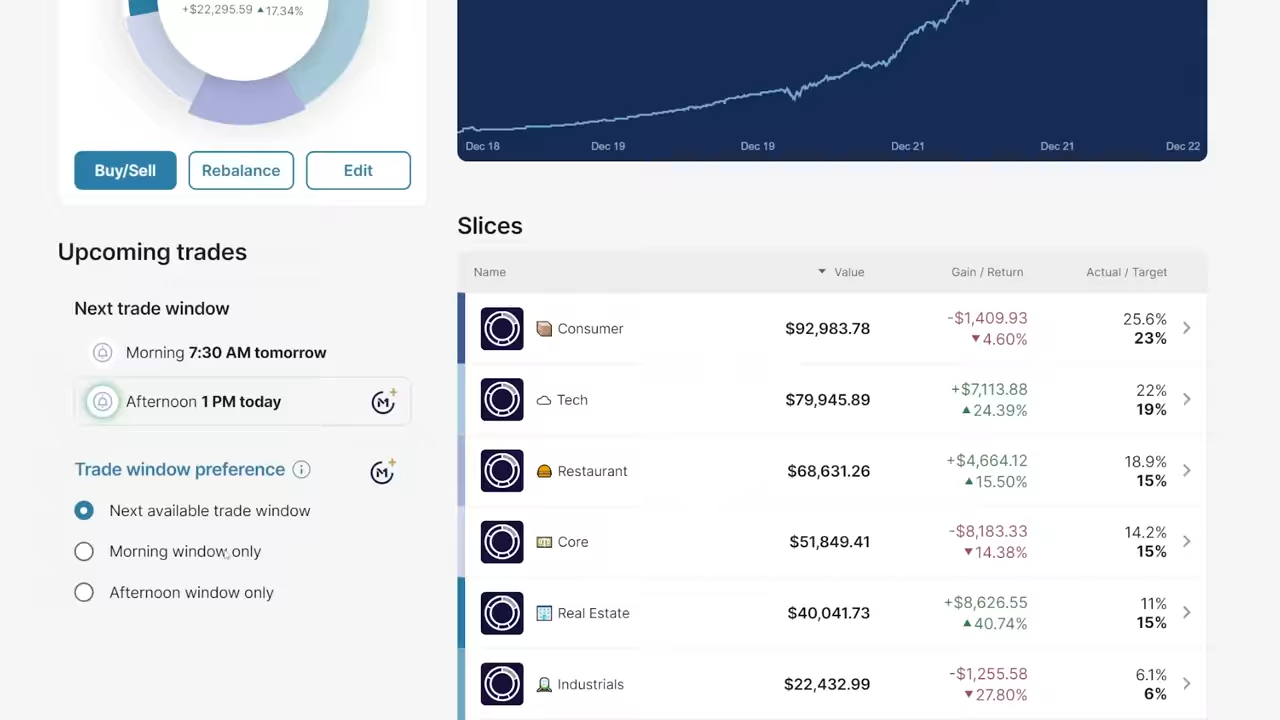 +$22,295.59 ▲17.34%
Buy/Sell
Rebalance
Edit
Upcoming trades
Next trade window
Morning 7:30 AM tomorrow
Afternoon 1 PM today
M+
Trade window preference i
M+
Next available trade window
Morning window only
Afternoon window only
Dec 18 Dec 19 Dec 19 Dec 21 Dec 21 Dec 22
Slices
Name ▼ Value Gain / Return Actual / Target
Consumer $92,983.78 -$1,409.93 25.6%
▼4.60% 23%
Tech $79,945.89 +$7,113.88 22%
▲24.39% 19%
Restaurant $68,631.26 +$4,664.12 18.9%
▲15.50% 15%
Core $51,849.41 -$8,183.33 14.2%
▼14.38% 15%
Real Estate $40,041.73 +$8,626.55 11%
▲40.74% 15%
Industrials $22,432.99 -$1,255.58 6.1%
▼27.80% 6%